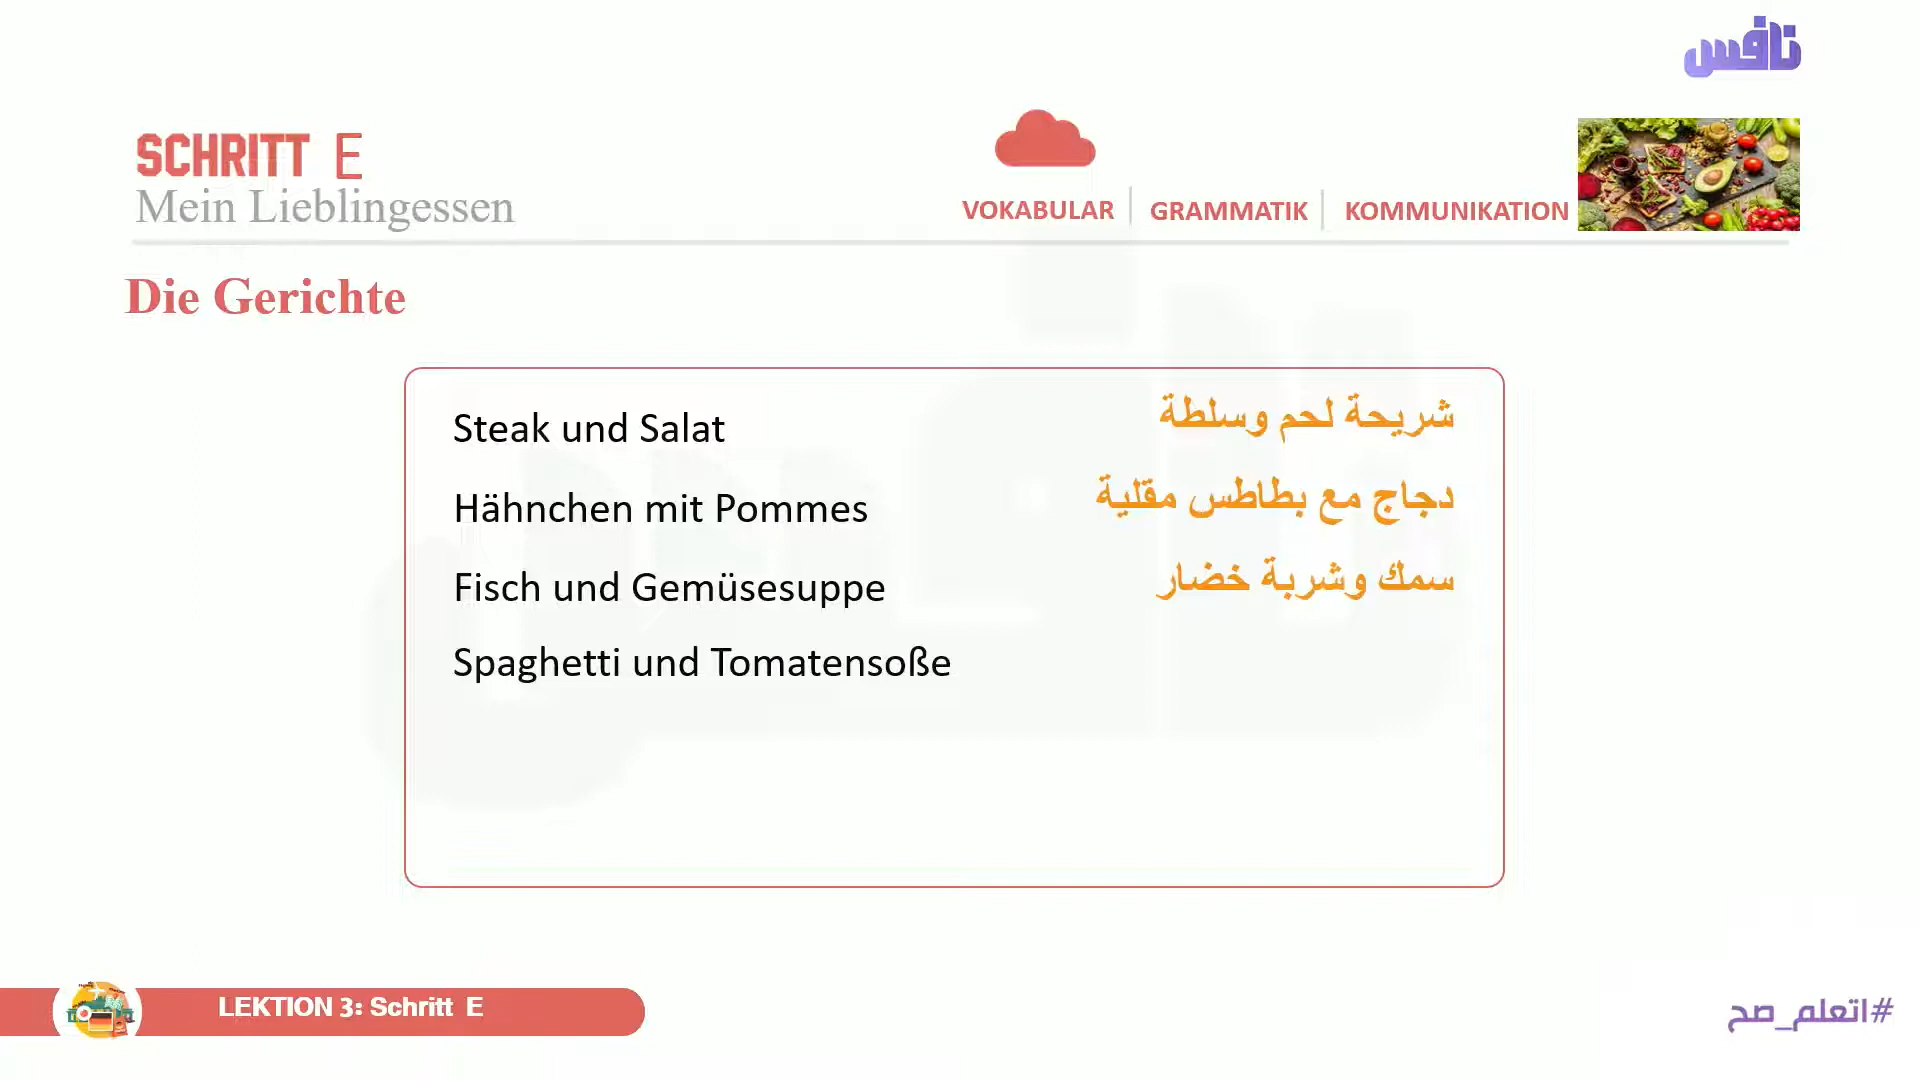 نافس
SCHRITT E
Mein Lieblingessen
VOKABULAR
GRAMMATIK
KOMMUNIKATION
Die Gerichte
Steak und Salat
شريحة لحم وسلطة
Hähnchen mit Pommes
دجاج مع بطاطس مقلية
Fisch und Gemüsesuppe
سمك وشربة خضار
Spaghetti und Tomatensoße
LEKTION 3: Schritt E
#اتعلم_صح